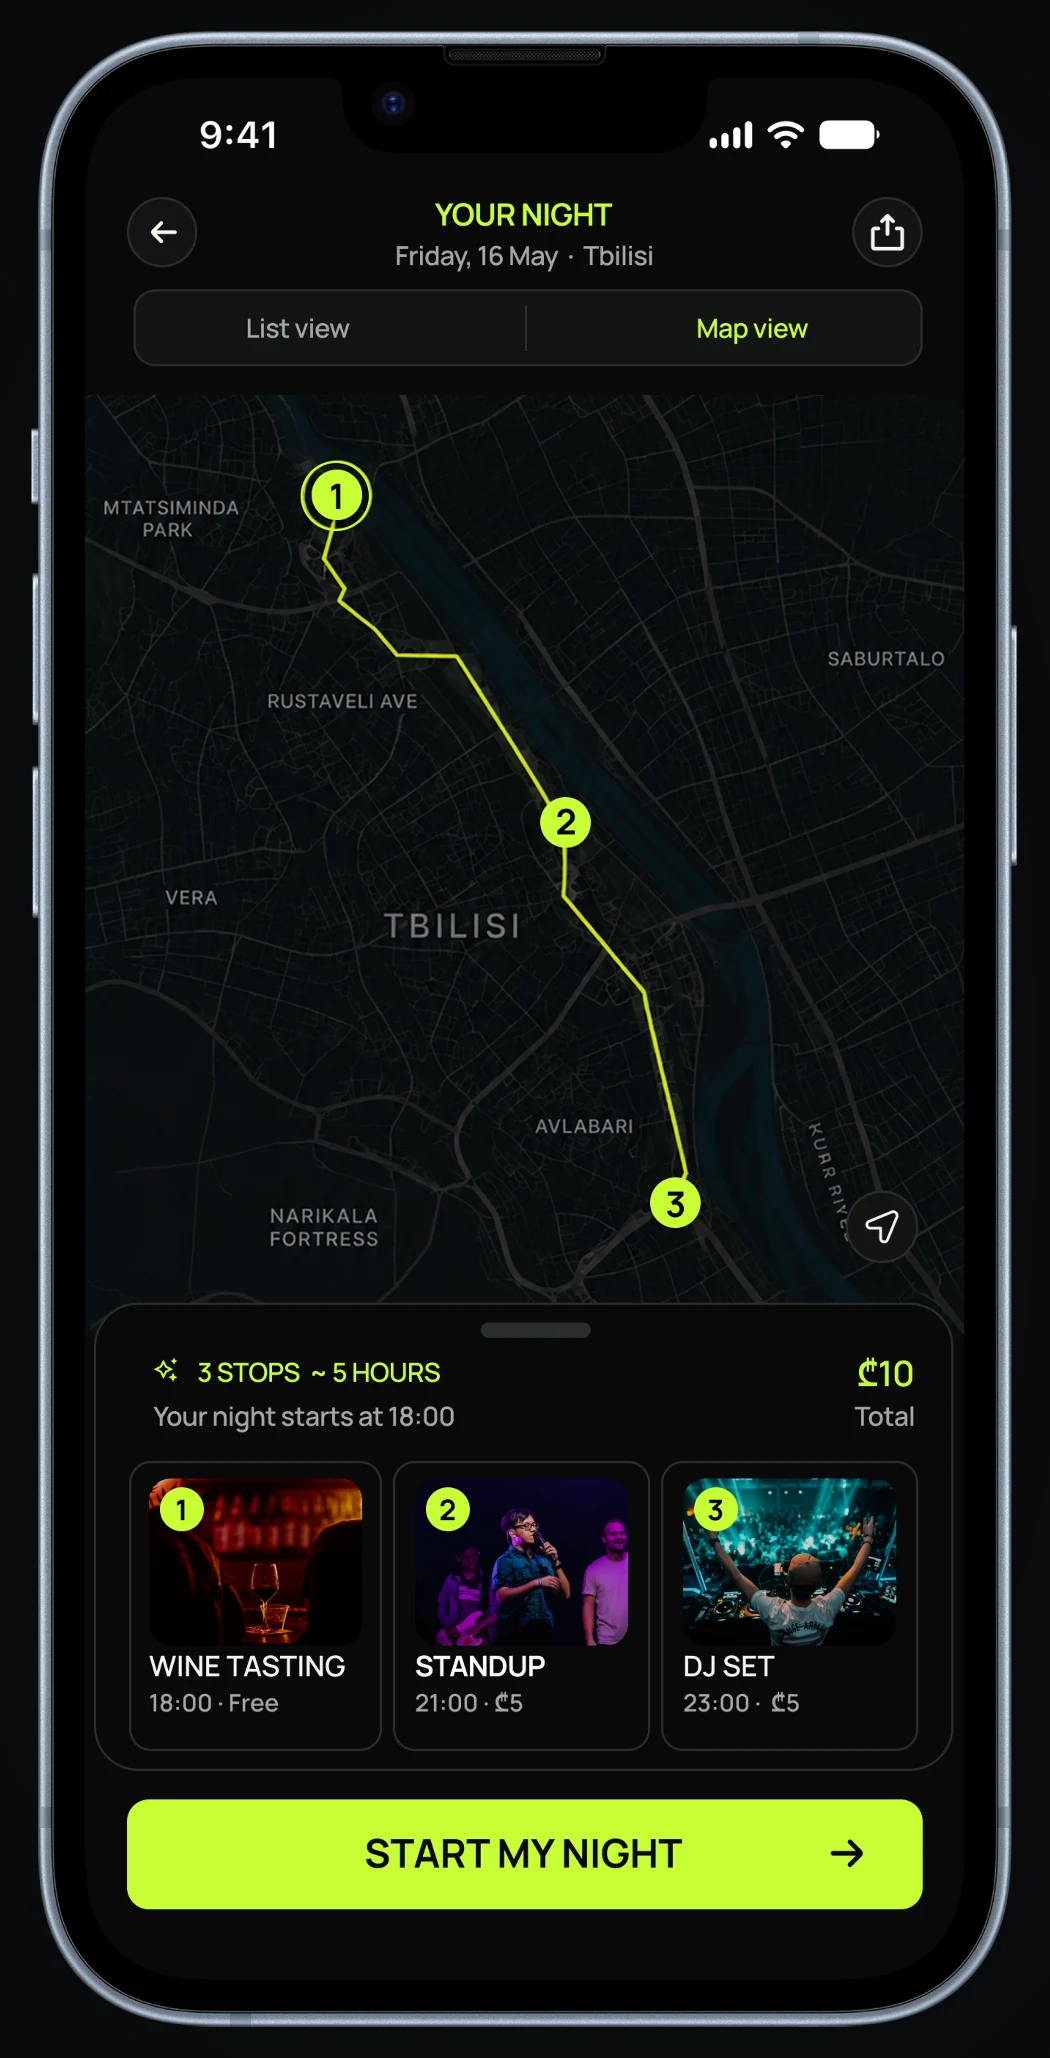 9:41
YOUR NIGHT
Friday, 16 May · Tbilisi
List view
Map view
1
MTATSIMINDA
PARK
SABURTALO
RUSTAVELI AVE
2
VERA
TBILISI
AVLABARI
KURR RIVES
3
NARIKALA
FORTRESS
3 STOPS ~ 5 HOURS
₾10
Your night starts at 18:00
Total
1
WINE TASTING
18:00 · Free
2
STANDUP
21:00 · ₾5
3
DJ SET
23:00 · ₾5
START MY NIGHT